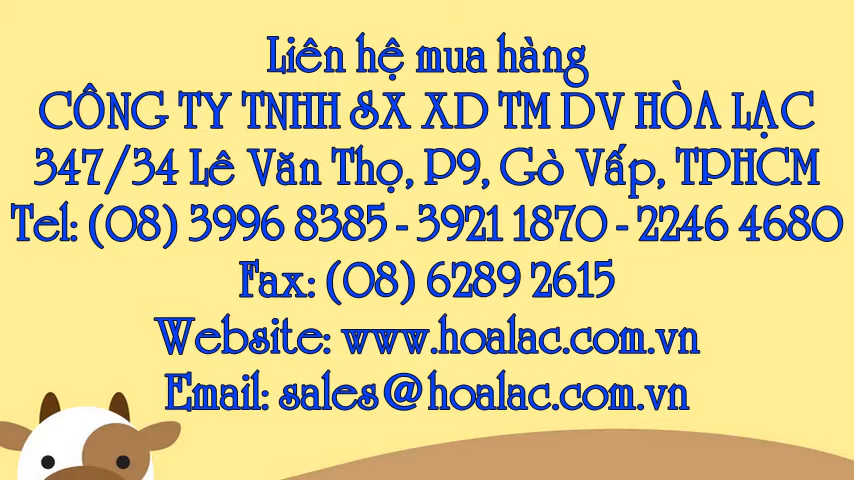 Liên hệ mua hàng
CÔNG TY TNHH SX XD TM DV HÒA LẠC
347/34 Lê Văn Thọ, P9, Gò Vấp, TPHCM
Tel: (08) 3996 8385 - 3921 1870 - 2246 4680
Fax: (08) 6289 2615
Website: www.hoalac.com.vn
Email: sales@hoalac.com.vn